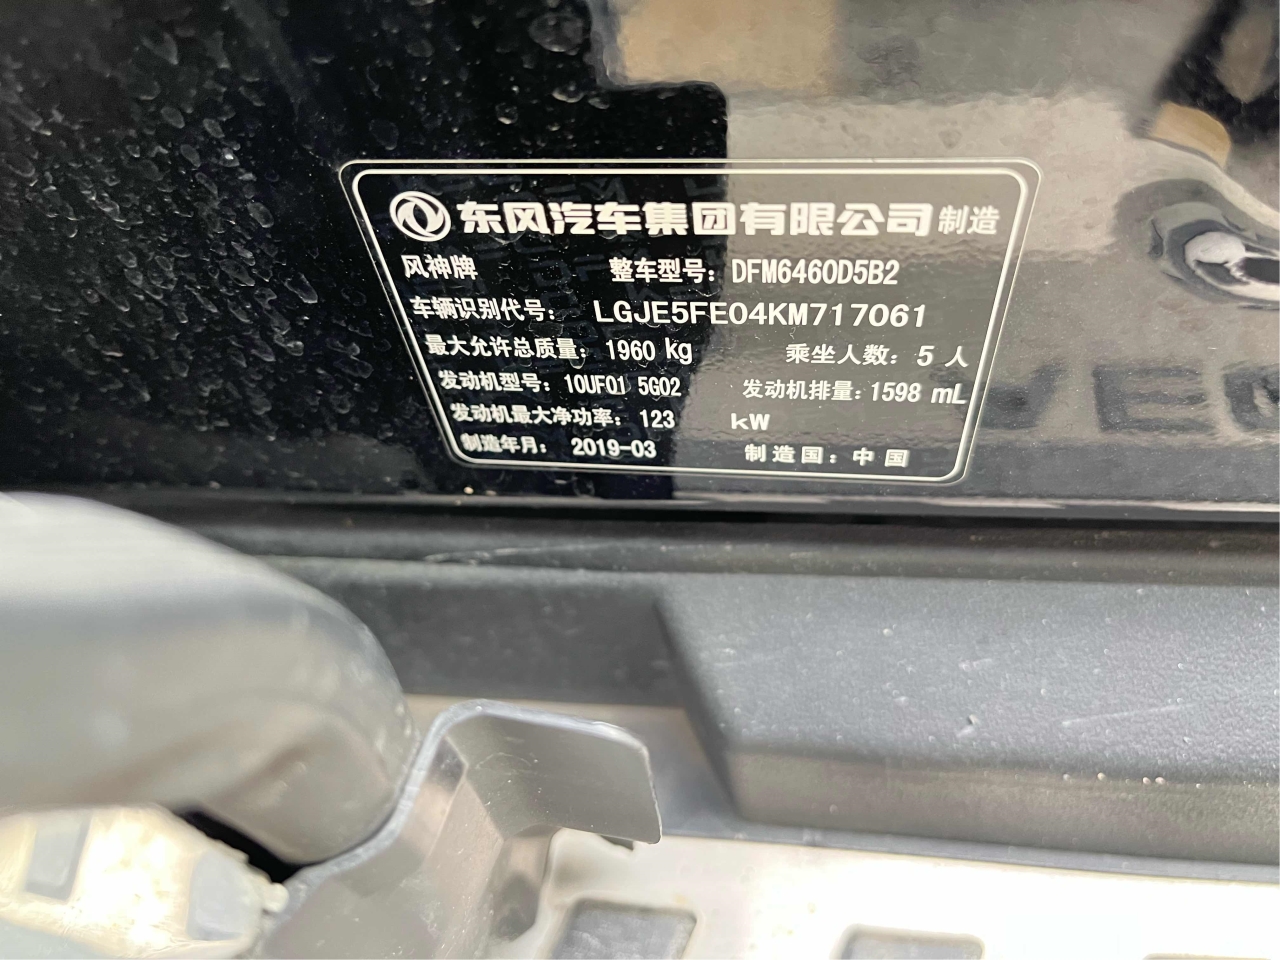 东风汽车集团有限公司制造
风神牌 整车型号：DFM6460D5B2
车辆识别代号： LGJE5FE04KM717061
最大允许总质量：1960 kg 乘坐人数：5 人
发动机型号：10UF01 5G02 发动机排量：1598 mL
发动机最大净功率：123 kW
制造年月： 2019-03 制造国：中国